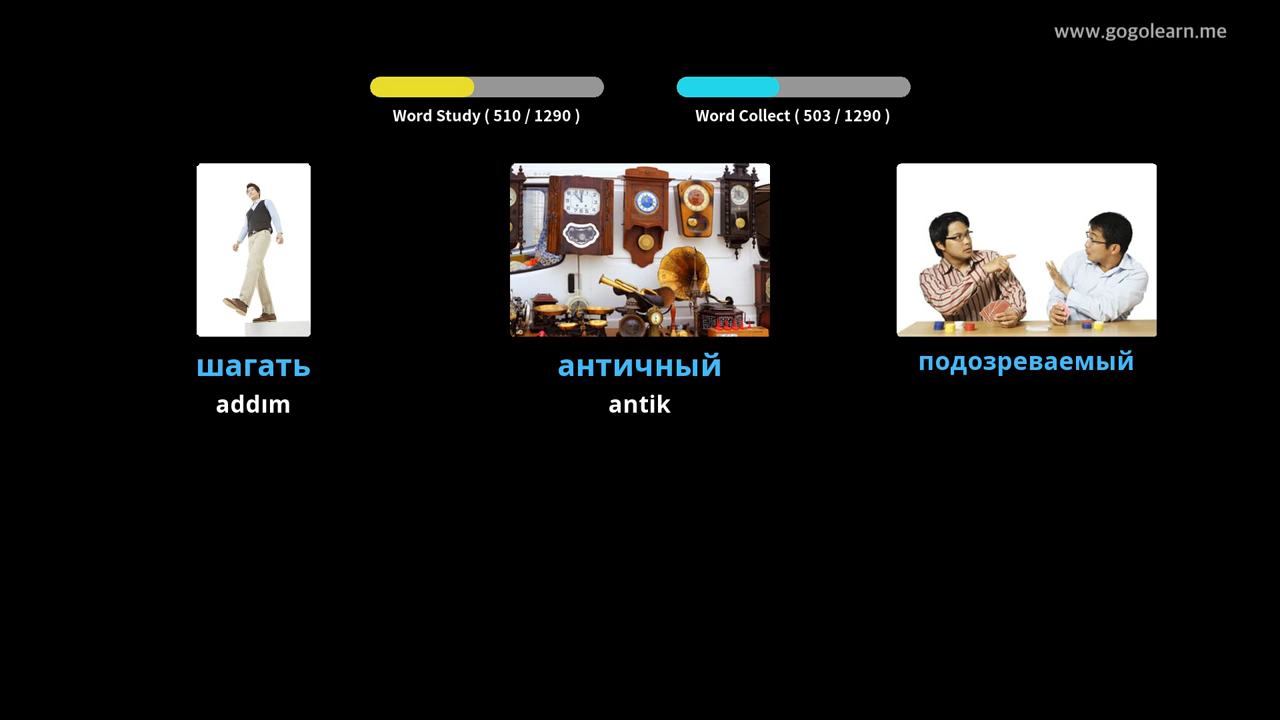 www.gogolearn.me
Word Study ( 510 / 1290 )
Word Collect ( 503 / 1290 )
шагать
addım
античный
antik
подозреваемый